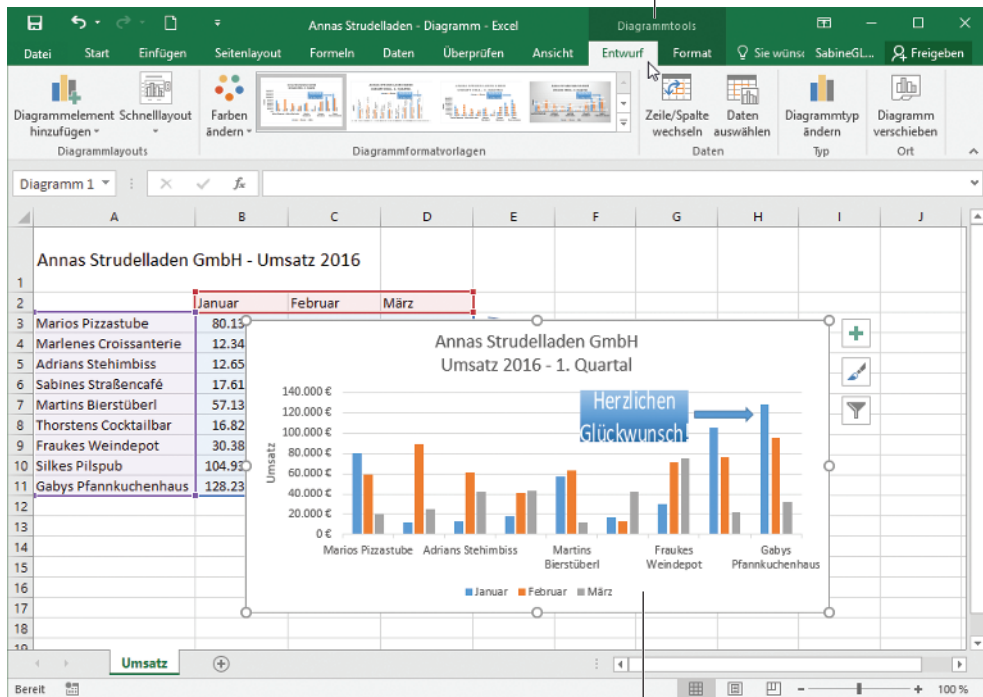 Annas Strudelladen - Diagramm - Excel
Diagrammtools
Datei Start Einfügen Seitenlayout Formeln Daten Überprüfen Ansicht Entwurf Format Sie wünsc SabineGL... Freigeben
Diagrammelement hinzufügen
Schnelllayout
Farben ändern
Zeile/Spalte wechseln
Daten auswählen
Diagrammtyp ändern
Diagramm verschieben
Diagrammlayouts Diagrammformatvorlagen Daten Typ Ort
Diagramm 1 fx
A B C D E F G H I J
1 Annas Strudelladen GmbH - Umsatz 2016
2 Januar Februar März
3 Marios Pizzastube 80.13
4 Marlenes Croissanterie 12.34
5 Adrians Stehimbiss 12.65
6 Sabines Straßencafé 17.61
7 Martins Bierstüberl 57.13
8 Thorstens Cocktailbar 16.82
9 Fraukes Weindepot 30.38
10 Silkes Pilspub 104.93
11 Gabys Pfannkuchenhaus 128.23
12
13
14
15
16
17
18
19
Annas Strudelladen GmbH
Umsatz 2016 - 1. Quartal
Herzlichen
Glückwunsch!
Umsatz
140.000 €
120.000 €
100.000 €
80.000 €
60.000 €
40.000 €
20.000 €
0 €
Marios Pizzastube Adrians Stehimbiss Martins Bierstüberl Fraukes Weindepot Gabys Pfannkuchenhaus
Januar Februar März
Umsatz
Bereit 100 %